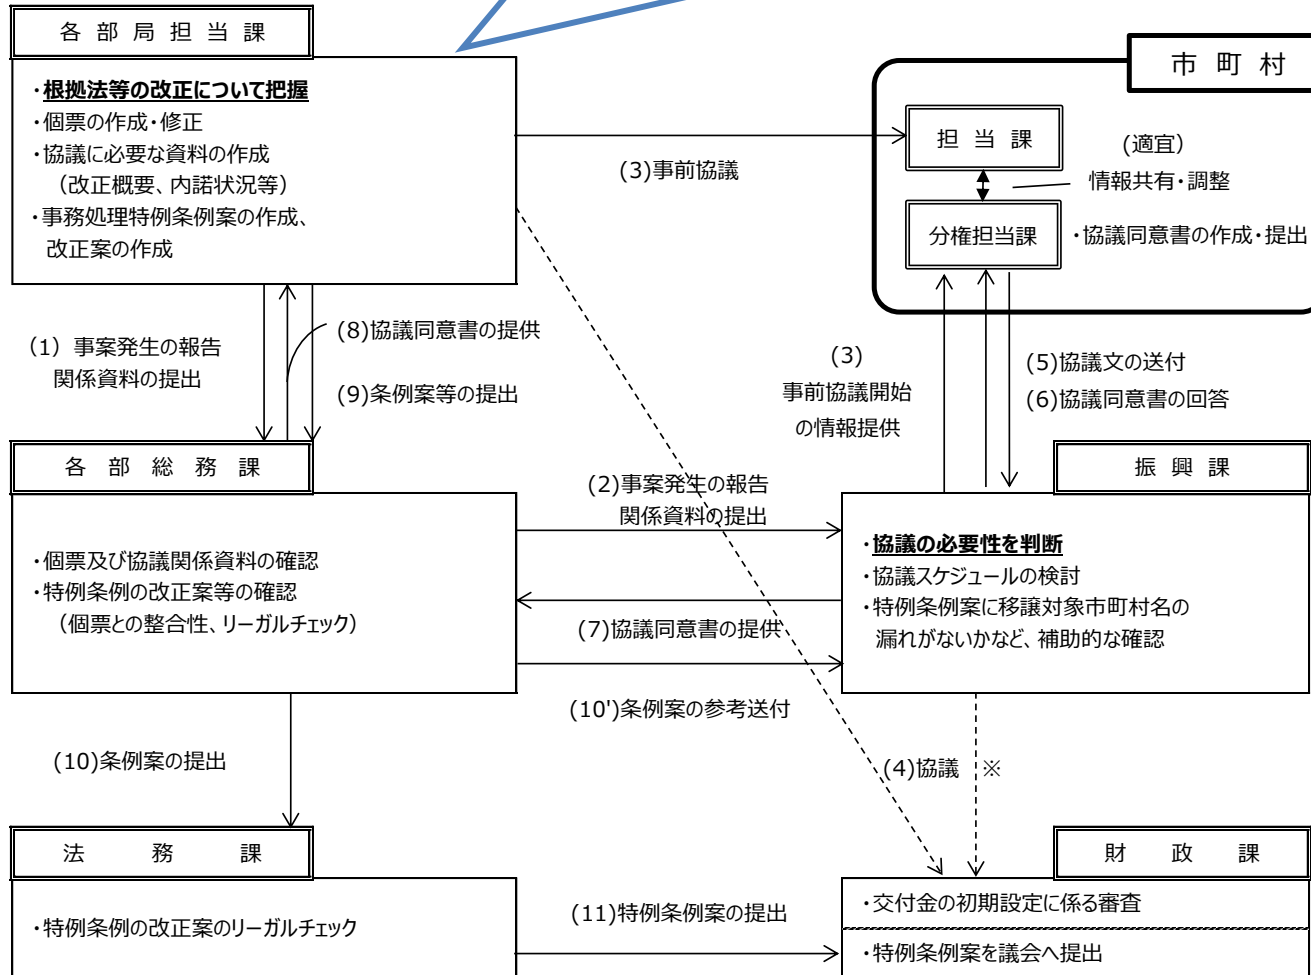 各部局担当課
・根拠法等の改正について把握
・個票の作成・修正
・協議に必要な資料の作成
（改正概要、内諾状況等）
・事務処理特例条例案の作成、
改正案の作成
(3)事前協議
市町村
担当課
(適宜）
情報共有・調整
分権担当課
・協議同意書の作成・提出
(1) 事案発生の報告
関係資料の提出
(8)協議同意書の提供
(9)条例案等の提出
(3)
事前協議開始
の情報提供
(5)協議文の送付
(6)協議同意書の回答
各部総務課
・個票及び協議関係資料の確認
・特例条例の改正案等の確認
（個票との整合性、リーガルチェック）
(2)事案発生の報告
関係資料の提出
(7)協議同意書の提供
(10')条例案の参考送付
振興課
・協議の必要性を判断
・協議スケジュールの検討
・特例条例案に移譲対象市町村名の
漏れがないかなど、補助的な確認
(10)条例案の提出
(4)協議 ※
法務課
・特例条例の改正案のリーガルチェック
(11)特例条例案の提出
財政課
・交付金の初期設定に係る審査
・特例条例案を議会へ提出